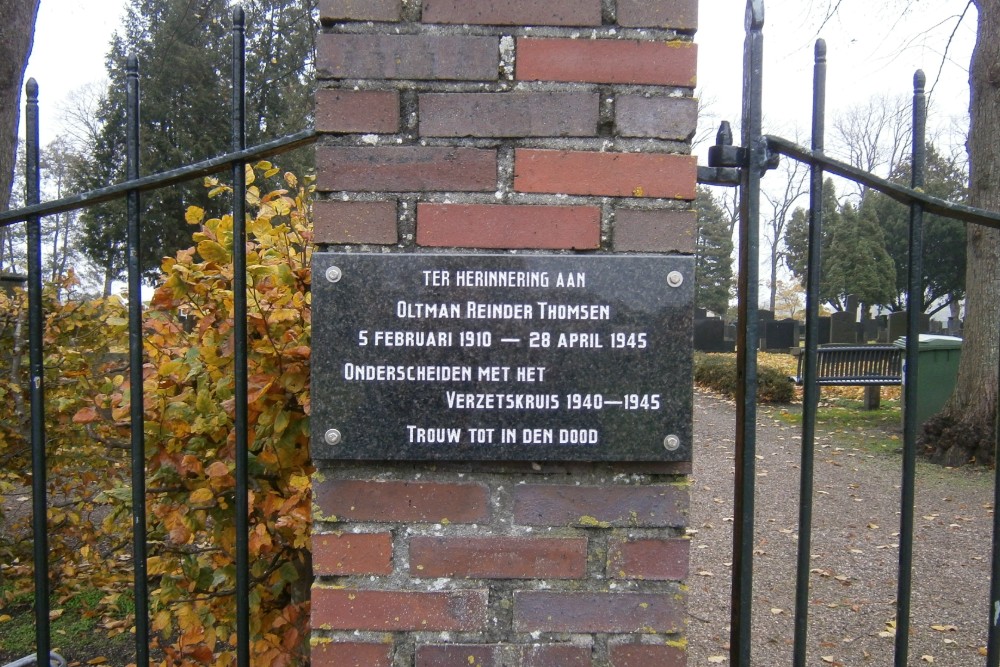 TER HERINNERING AAN
OLTMAN REINDER THOMSEN
5 FEBRUARI 1910 — 28 APRIL 1945
ONDERSCHEIDEN MET HET
VERZETSKRUIS 1940—1945
TROUW TOT IN DEN DOOD